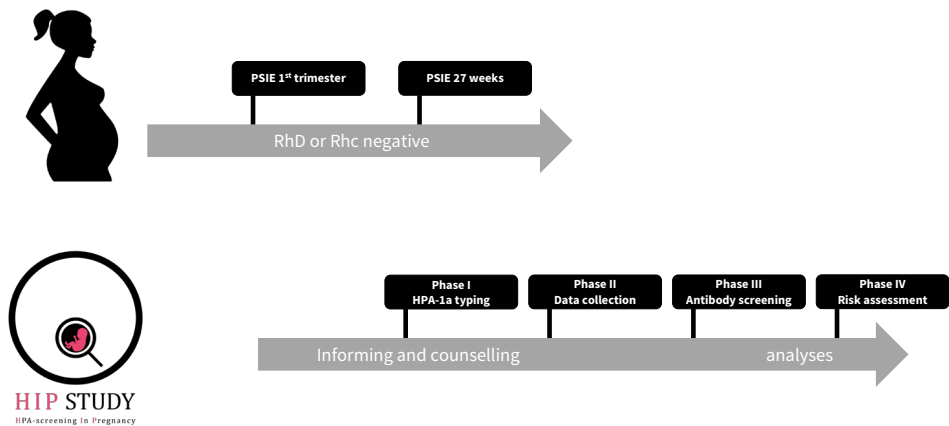 PSIE 1st trimester
PSIE 27 weeks
RhD or Rhc negative
Phase I
HPA-1a typing
Phase II
Data collection
Phase III
Antibody screening
Phase IV
Risk assessment
Informing and counselling
analyses
HIP STUDY
HPA-screening In Pregnancy